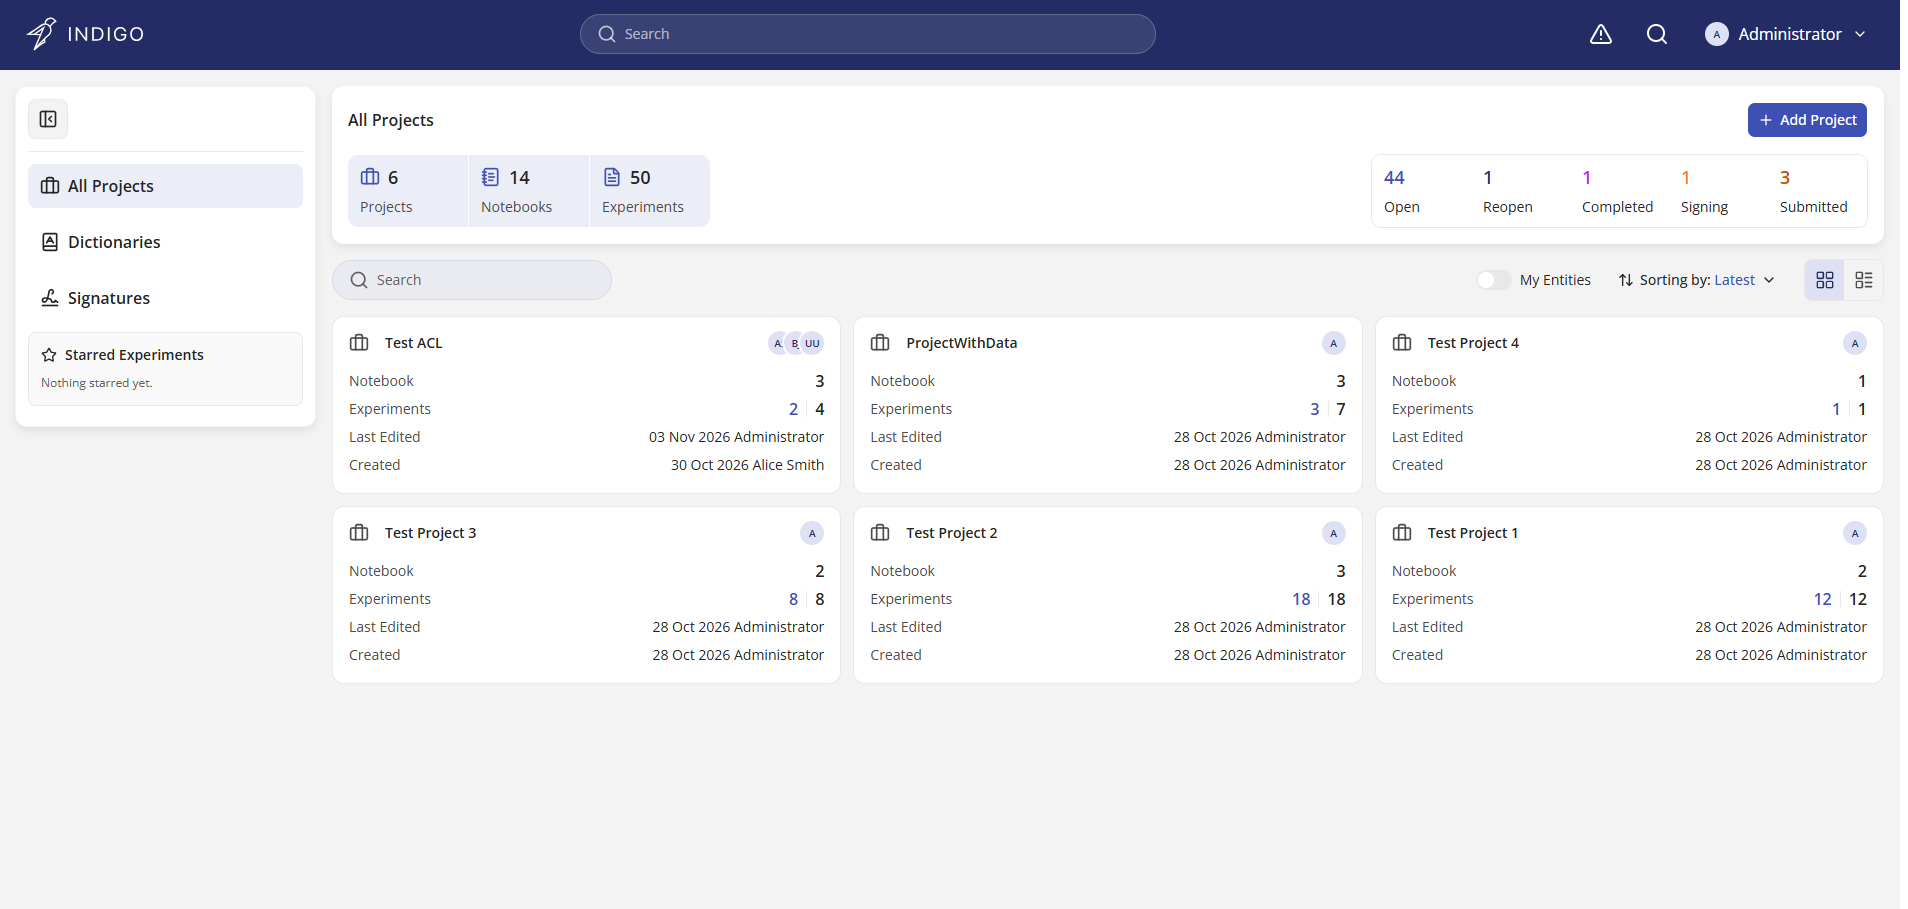 INDIGO
Search
A Administrator
All Projects
Dictionaries
Signatures
Starred Experiments
Nothing starred yet.
All Projects
+ Add Project
6 Projects
14 Notebooks
50 Experiments
44 Open
1 Reopen
1 Completed
1 Signing
3 Submitted
Search
My Entities
Sorting by: Latest
Test ACL A B UU
Notebook 3
Experiments 2 4
Last Edited 03 Nov 2026 Administrator
Created 30 Oct 2026 Alice Smith
ProjectWithData A
Notebook 3
Experiments 3 7
Last Edited 28 Oct 2026 Administrator
Created 28 Oct 2026 Administrator
Test Project 4 A
Notebook 1
Experiments 1 1
Last Edited 28 Oct 2026 Administrator
Created 28 Oct 2026 Administrator
Test Project 3 A
Notebook 2
Experiments 8 8
Last Edited 28 Oct 2026 Administrator
Created 28 Oct 2026 Administrator
Test Project 2 A
Notebook 3
Experiments 18 18
Last Edited 28 Oct 2026 Administrator
Created 28 Oct 2026 Administrator
Test Project 1 A
Notebook 2
Experiments 12 12
Last Edited 28 Oct 2026 Administrator
Created 28 Oct 2026 Administrator